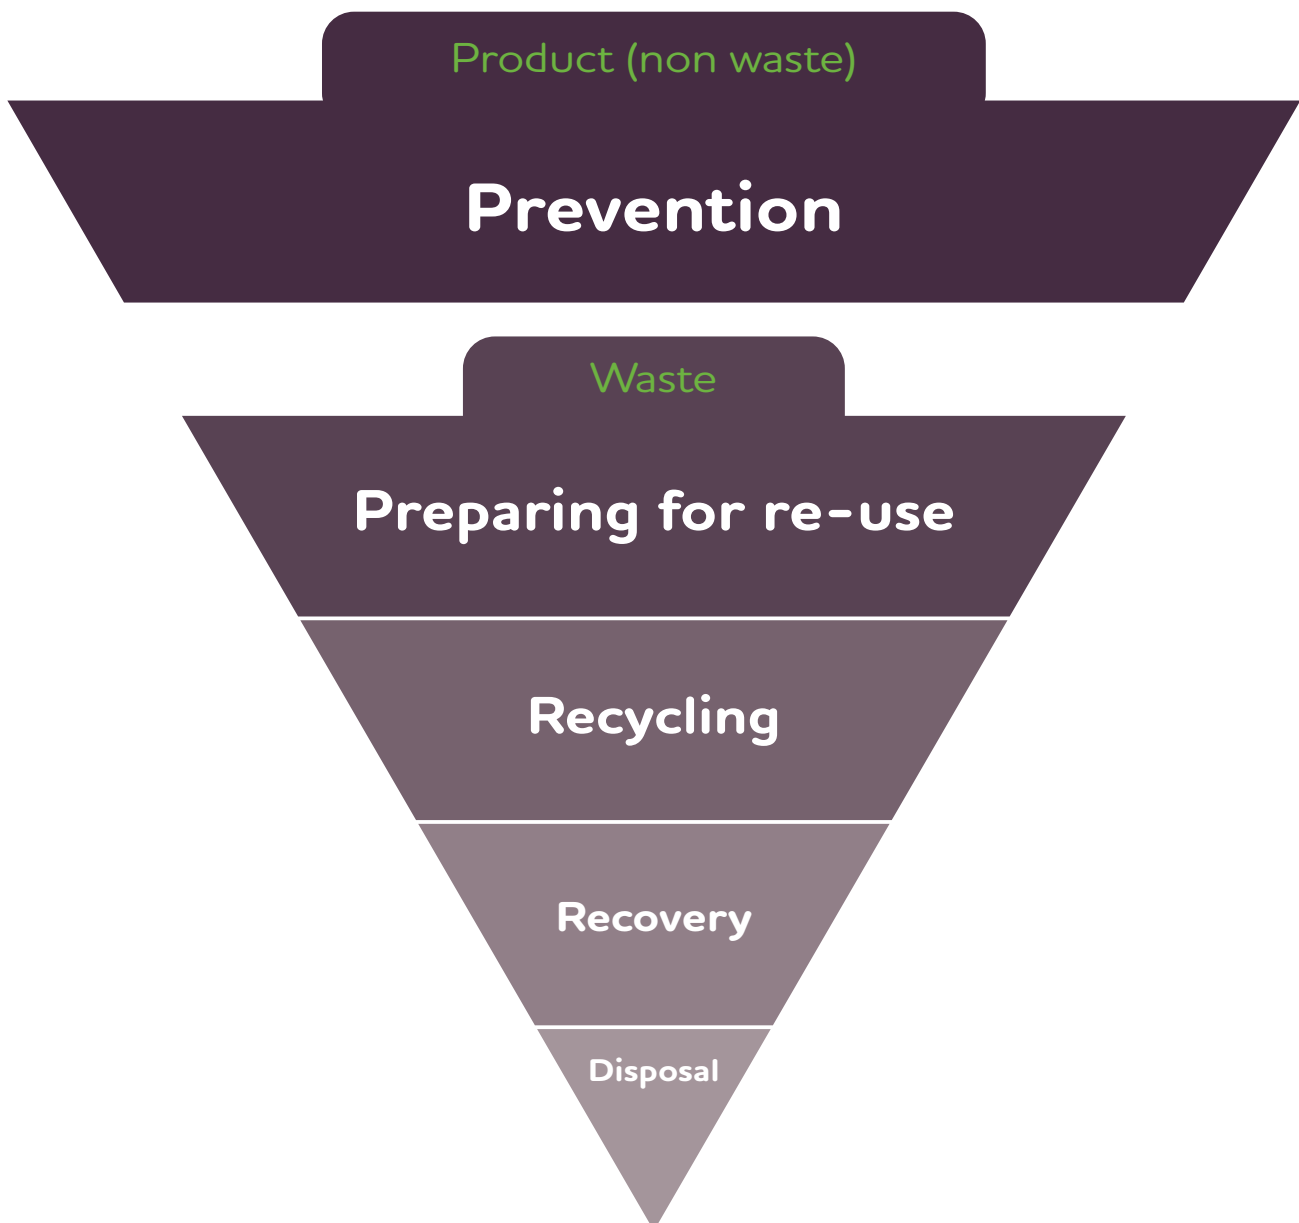 Product (non waste)
Prevention
Waste
Preparing for re-use
Recycling
Recovery
Disposal